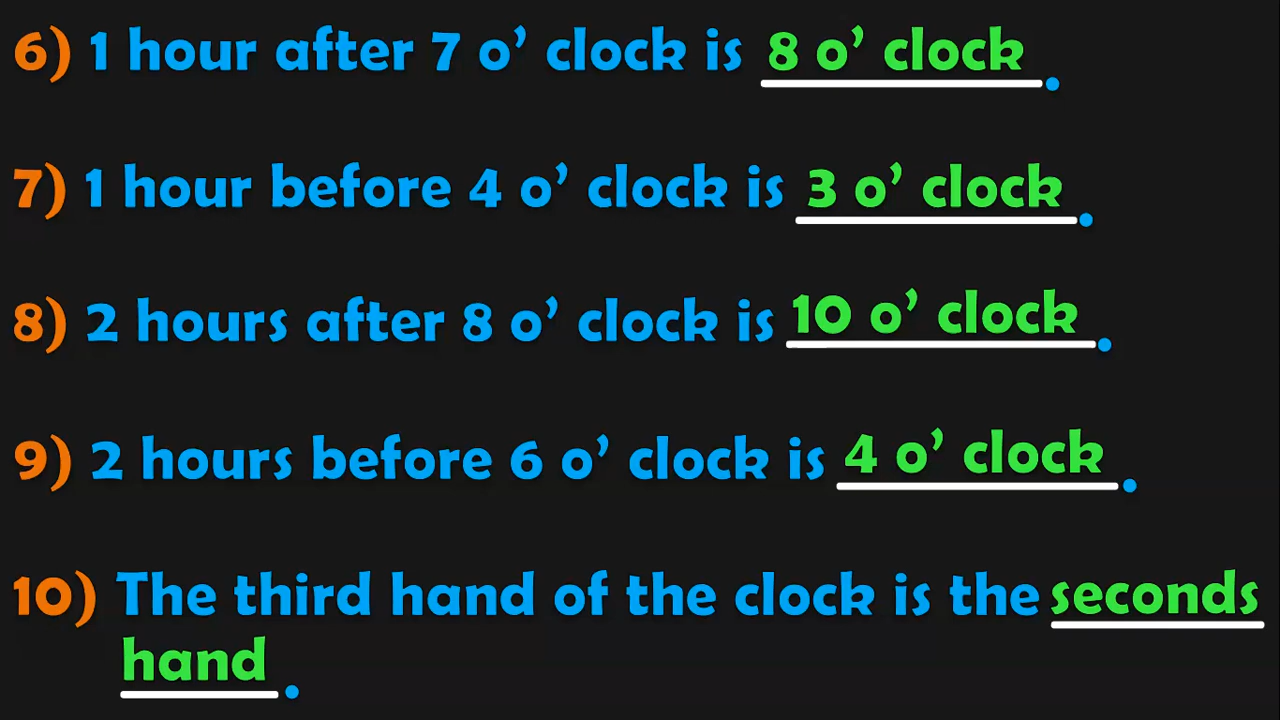 6) 1 hour after 7 o’ clock is 8 o’ clock.
7) 1 hour before 4 o’ clock is 3 o’ clock.
8) 2 hours after 8 o’ clock is 10 o’ clock.
9) 2 hours before 6 o’ clock is 4 o’ clock.
10) The third hand of the clock is the seconds
hand.